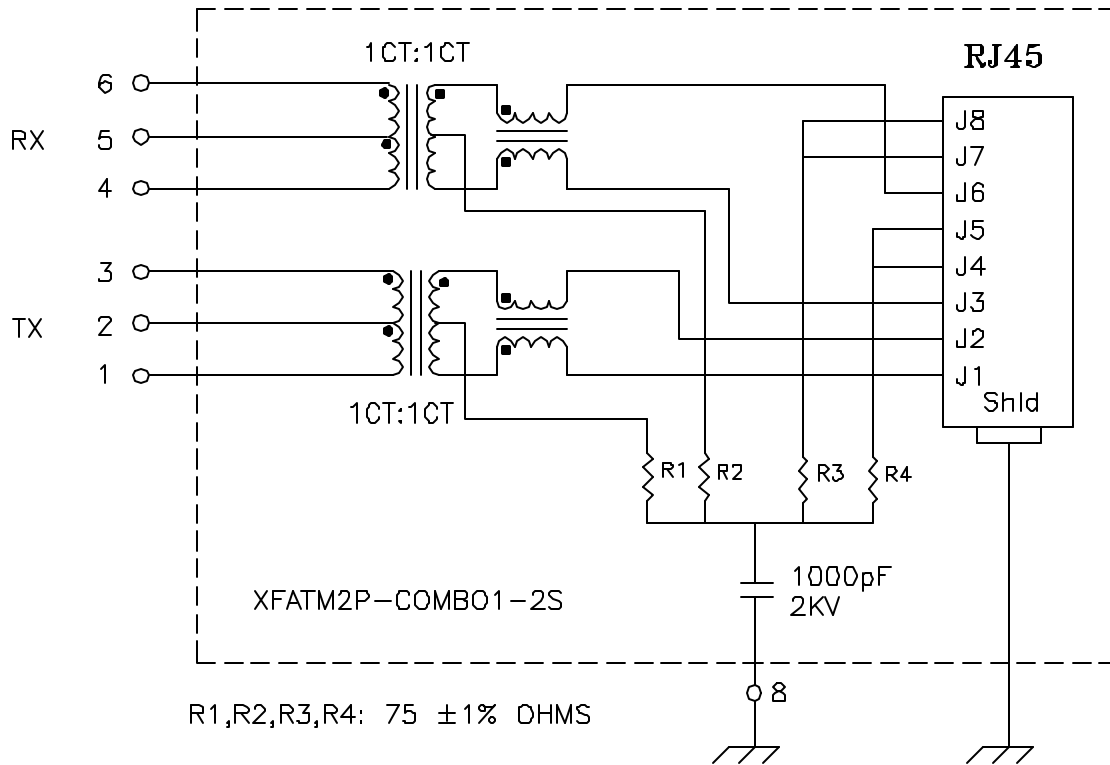 1CT:1CT
RJ45
6
RX
5
4
J8
J7
J6
J5
J4
J3
J2
J1
Shld
3
TX
2
1
1CT:1CT
R1
R2
R3
R4
1000pF
2KV
XFATM2P-COMBO1-2S
8
R1,R2,R3,R4: 75 ±1% OHMS